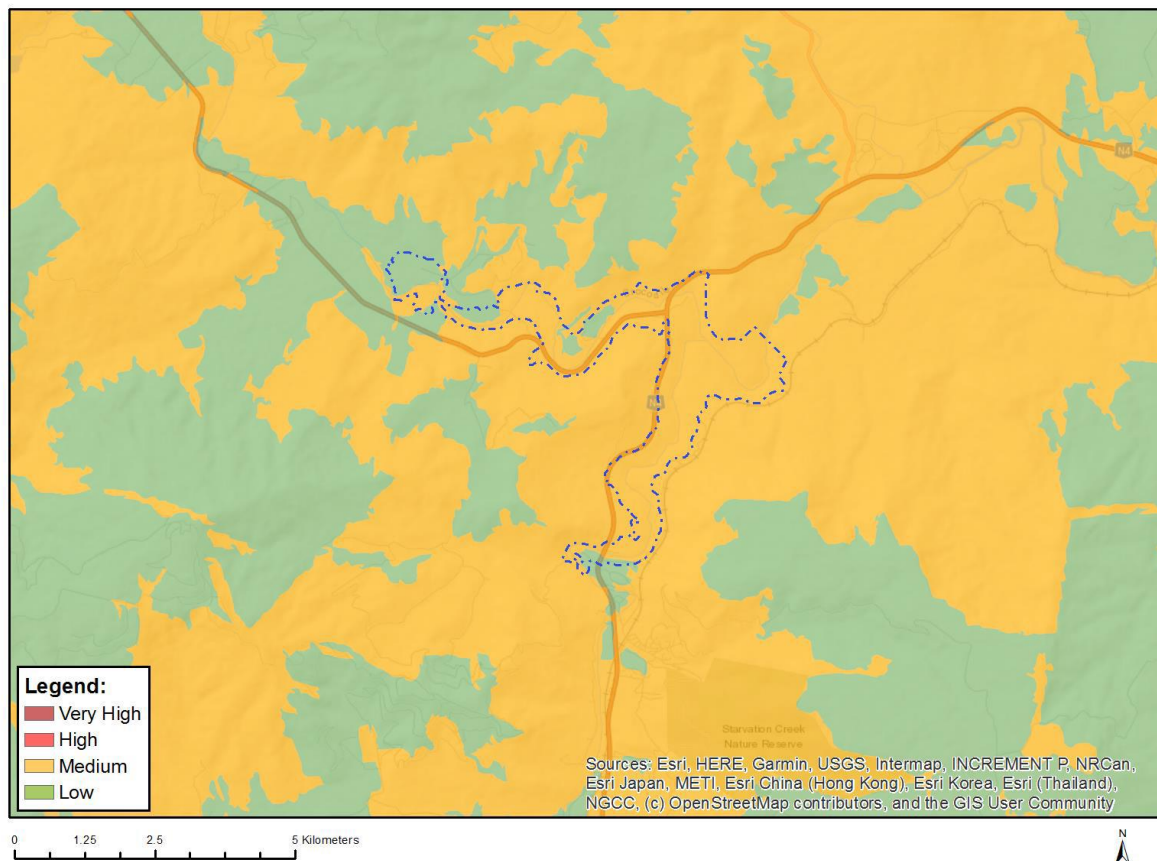 N4
Starvation Creek
Nature Reserve
Legend:
Very High
High
Medium
Low
Sources: Esri, HERE, Garmin, USGS, Intermap, INCREMENT P, NRCan,
Esri Japan, METI, Esri China (Hong Kong), Esri Korea, Esri (Thailand),
NGCC, (c) OpenStreetMap contributors, and the GIS User Community
0 1.25 2.5 5 Kilometers
N